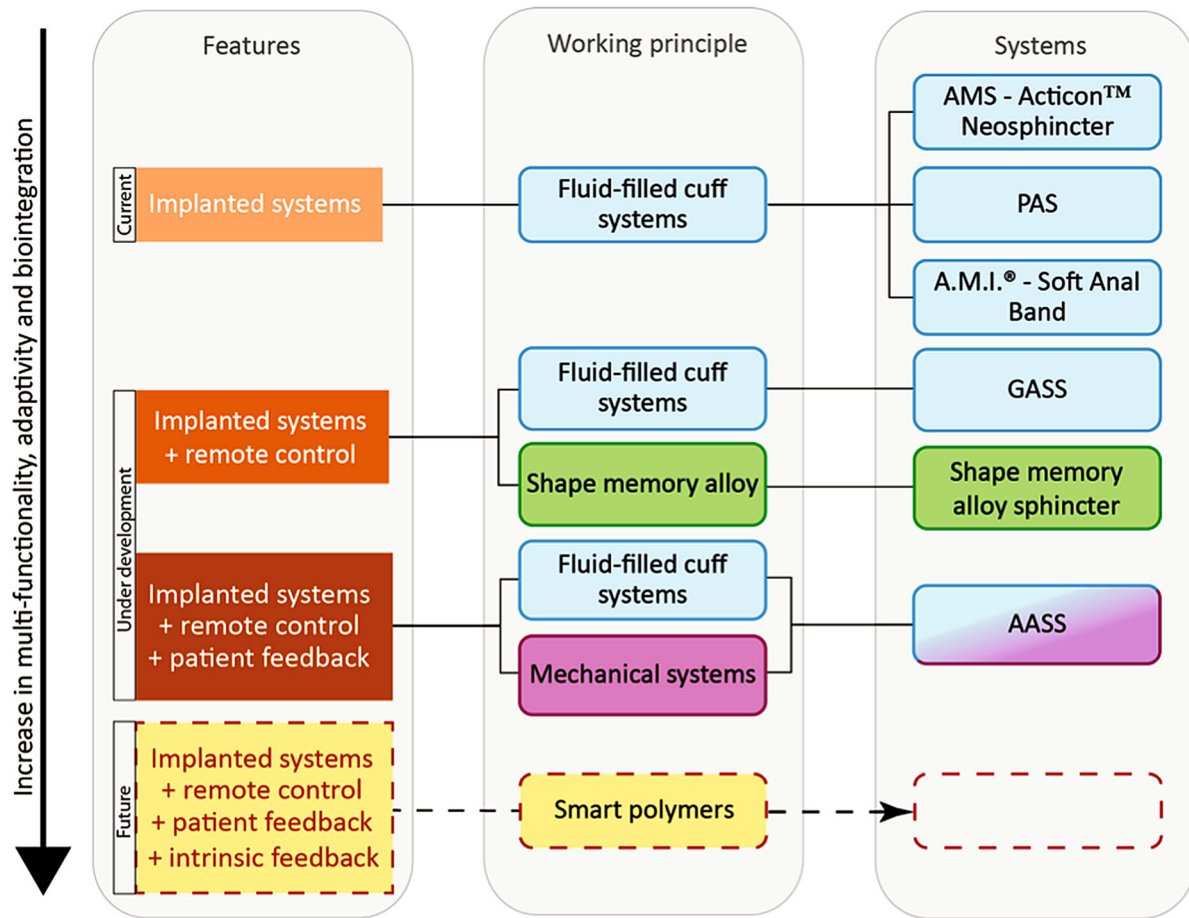 Features
Working principle
Systems
Increase in multi-functionality, adaptivity and biointegration
Current
Implanted systems
Fluid-filled cuff
systems
AMS - Acticon™
Neosphincter
PAS
A.M.I.® - Soft Anal
Band
Under development
Implanted systems
+ remote control
Fluid-filled cuff
systems
GASS
Shape memory alloy
Shape memory
alloy sphincter
Implanted systems
+ remote control
+ patient feedback
Fluid-filled cuff
systems
Mechanical systems
AASS
Future
Implanted systems
+ remote control
+ patient feedback
+ intrinsic feedback
Smart polymers